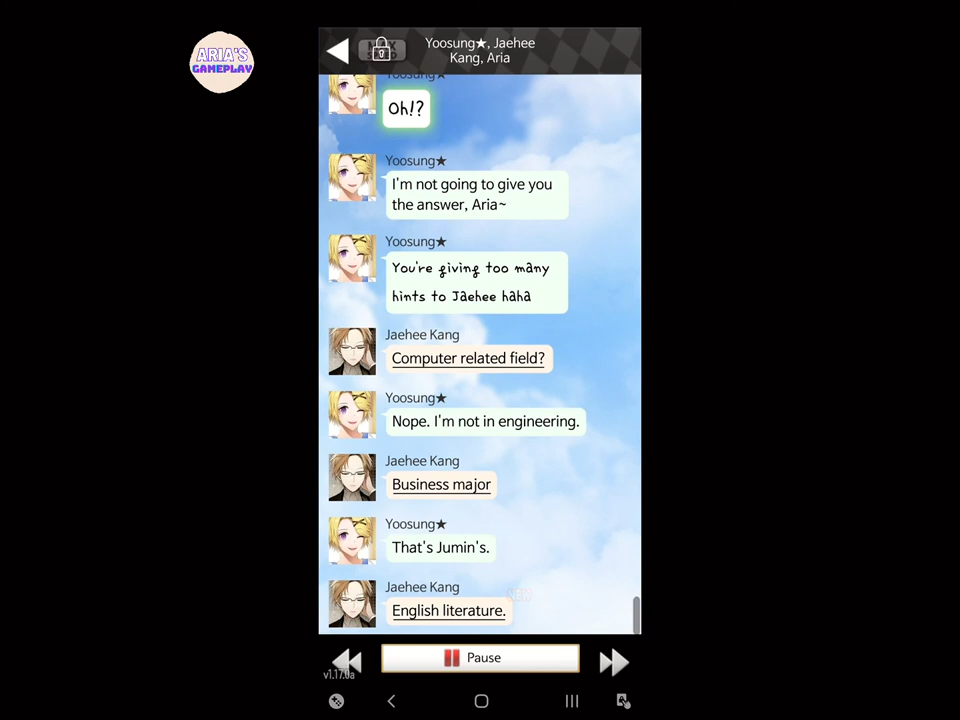 ARIA'S
GAMEPLAY
Yoosung★, Jaehee
Kang, Aria
Yoosung★
Oh!?
Yoosung★
I'm not going to give you
the answer, Aria~
Yoosung★
You're giving too many
hints to Jaehee haha
Jaehee Kang
Computer related field?
Yoosung★
Nope. I'm not in engineering.
Jaehee Kang
Business major
Yoosung★
That's Jumin's.
Jaehee Kang
NEW
English literature.
Pause
v1.17.0a